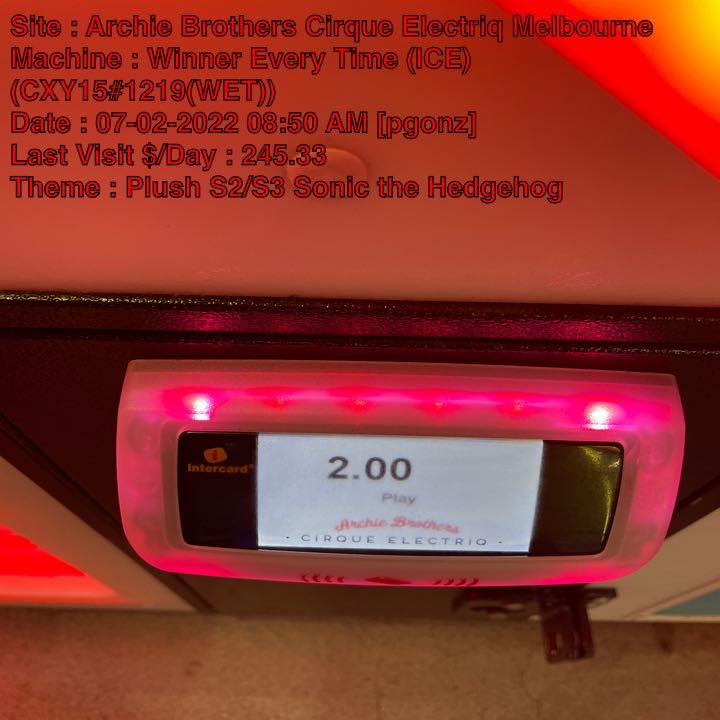 Site : Archie Brothers Cirque Electriq Melbourne
Machine : Winner Every Time (ICE)
(CXY15#1219(WET))
Date : 07-02-2022 08:50 AM [pgonz]
Last Visit $/Day : 245.33
Theme : Plush S2/S3 Sonic the Hedgehog
i
intercard®
2.00
Play
Archie Brothers
· CIRQUE ELECTRIQ ·